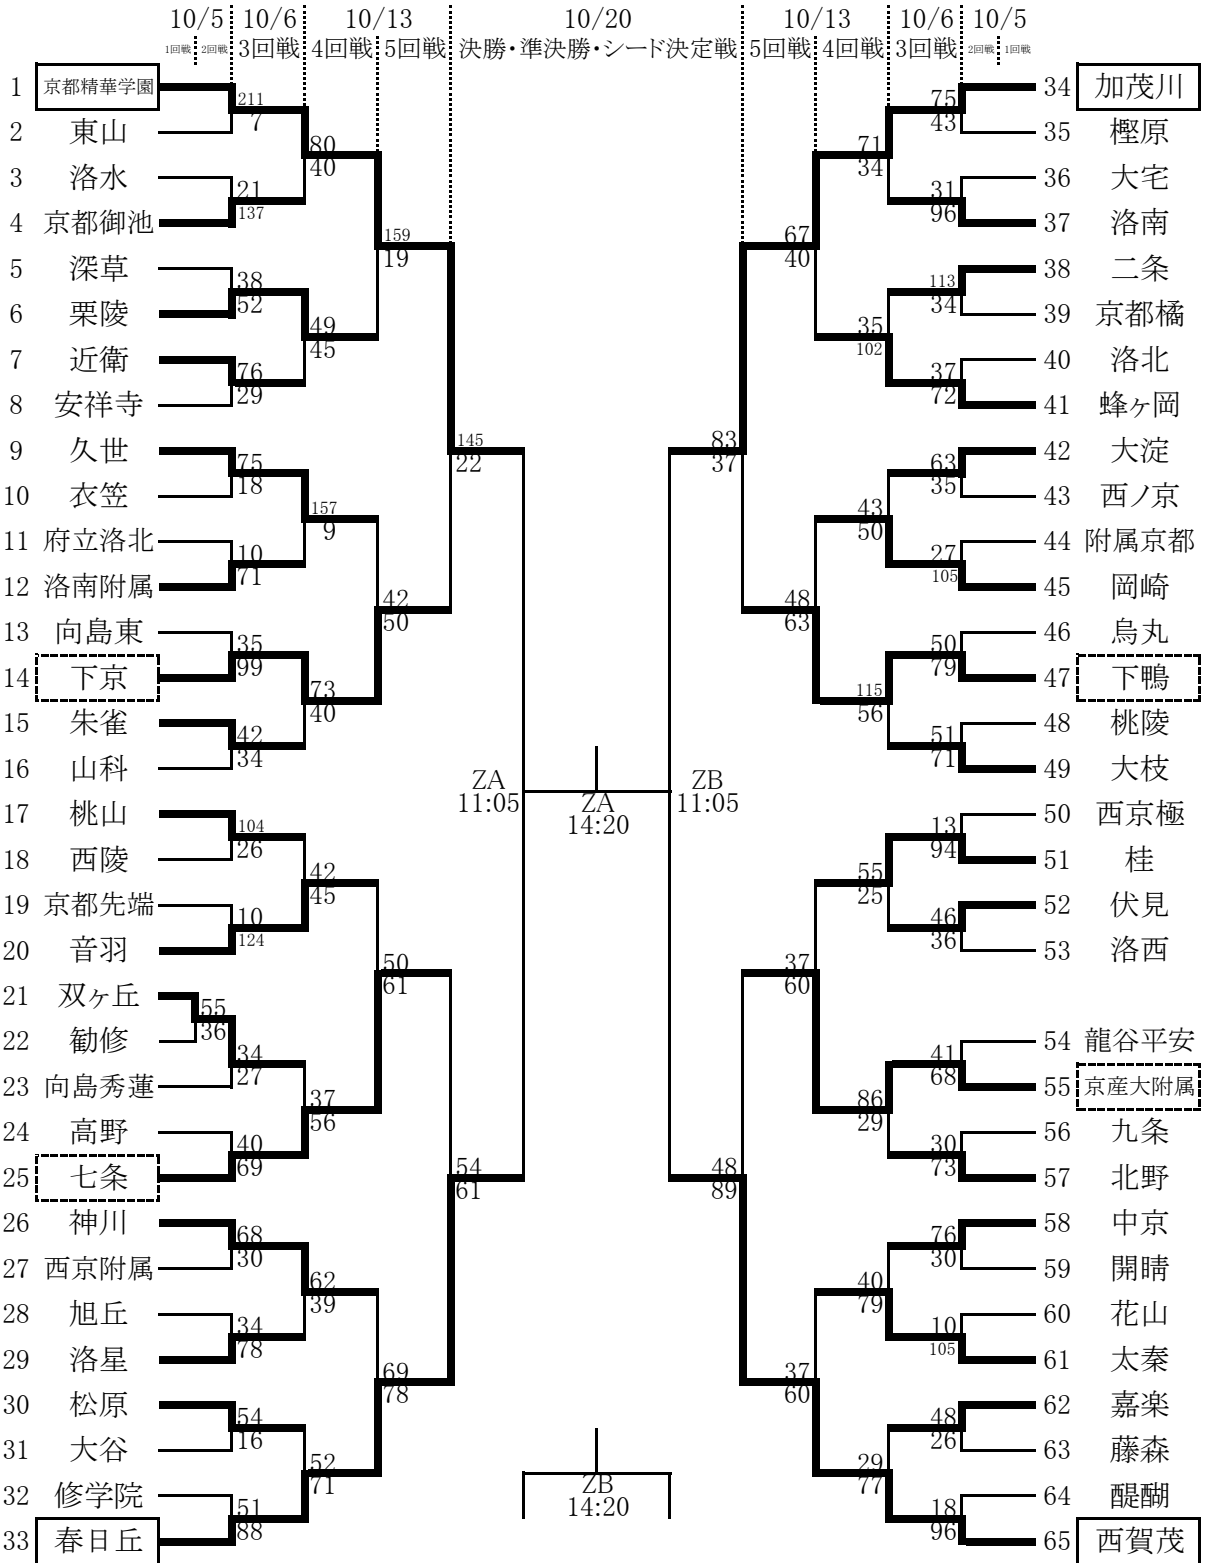 10/5 10/6 10/13 10/20 10/13 10/6 10/5
1回戦 2回戦 3回戦 4回戦 5回戦 決勝・準決勝・シード決定戦 5回戦 4回戦 3回戦 2回戦 1回戦
1 京都精華学園
2 東山
3 洛水
4 京都御池
5 深草
6 栗陵
7 近衛
8 安祥寺
9 久世
10 衣笠
11 府立洛北
12 洛南附属
13 向島東
14 下京
15 朱雀
16 山科
17 桃山
18 西陵
19 京都先端
20 音羽
21 双ヶ丘
22 勧修
23 向島秀蓮
24 高野
25 七条
26 神川
27 西京附属
28 旭丘
29 洛星
30 松原
31 大谷
32 修学院
33 春日丘
211
7
21
137
38
52
76
29
75
18
10
71
35
99
42
34
104
26
10
124
55
36
34
27
40
69
68
30
34
78
54
16
51
88
80
40
49
45
157
9
73
40
42
45
37
56
62
39
52
71
159
19
42
50
50
61
69
78
145
22
54
61
ZA
11:05
ZA
14:20
ZB
11:05
ZB
14:20
83
37
48
89
67
40
48
63
37
60
37
60
71
34
35
102
43
50
115
56
55
25
86
29
40
79
29
77
75
43
31
96
113
34
37
72
63
35
27
105
50
79
51
71
13
94
46
36
41
68
30
73
76
30
10
105
48
26
18
96
34 加茂川
35 樫原
36 大宅
37 洛南
38 二条
39 京都橘
40 洛北
41 蜂ヶ岡
42 大淀
43 西ノ京
44 附属京都
45 岡崎
46 烏丸
47 下鴨
48 桃陵
49 大枝
50 西京極
51 桂
52 伏見
53 洛西
54 龍谷平安
55 京産大附属
56 九条
57 北野
58 中京
59 開晴
60 花山
61 太秦
62 嘉楽
63 藤森
64 醍醐
65 西賀茂